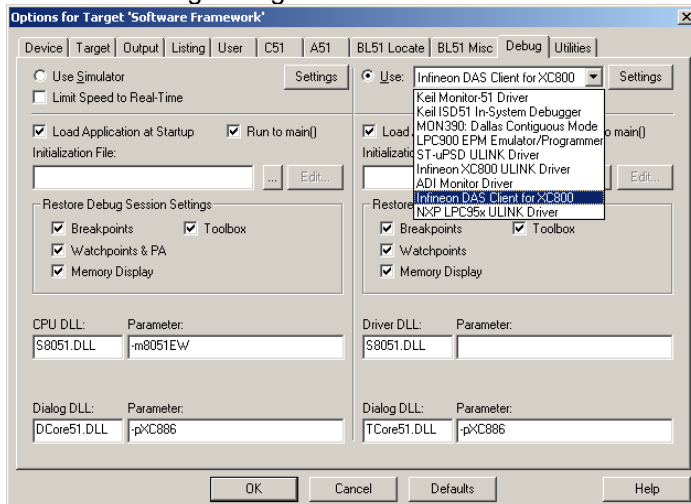 Options for Target 'Software Framework'
Device Target Output Listing User C51 A51 BL51 Locate BL51 Misc Debug Utilities
Use Simulator Settings
Limit Speed to Real-Time
Use: Infineon DAS Client for XC800 Settings
Keil Monitor-51 Driver
Keil ISD51 In-System Debugger
MON390: Dallas Contiguous Mode
LPC900 EPM Emulator/Programmer
ST-uPSD ULINK Driver
Infineon XC800 ULINK Driver
ADI Monitor Driver
Infineon DAS Client for XC800
NXP LPC95x ULINK Driver
Load Application at Startup Run to main()
Initialization File:
... Edit...
Restore Debug Session Settings
Breakpoints Toolbox
Watchpoints & PA
Memory Display
Load o main()
Initializatio
Edit...
Restore
Breakpoints Toolbox
Watchpoints
Memory Display
CPU DLL: Parameter:
S8051.DLL -m8051EW
Driver DLL: Parameter:
S8051.DLL
Dialog DLL: Parameter:
DCore51.DLL -pXC886
Dialog DLL: Parameter:
TCore51.DLL -pXC886
OK Cancel Defaults Help